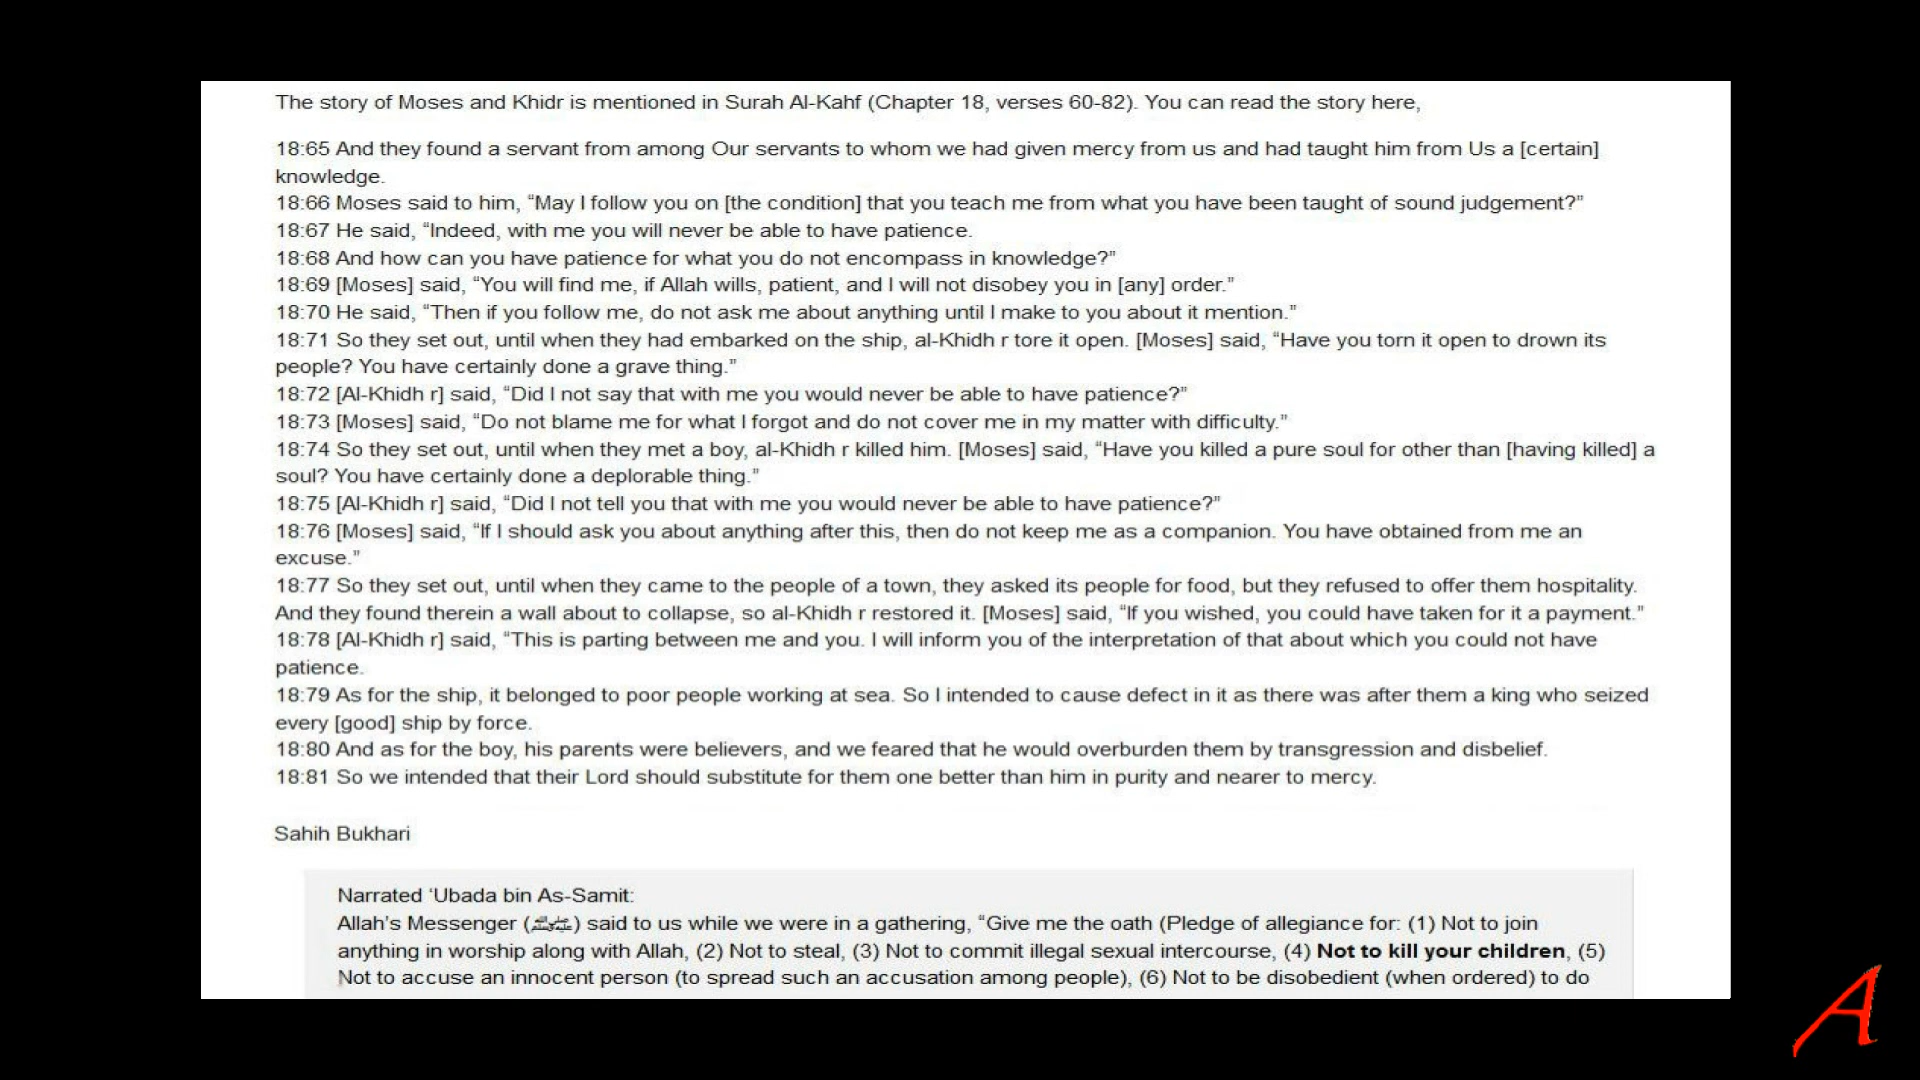 The story of Moses and Khidr is mentioned in Surah Al-Kahf (Chapter 18, verses 60-82). You can read the story here,
18:65 And they found a servant from among Our servants to whom we had given mercy from us and had taught him from Us a [certain]
knowledge.
18:66 Moses said to him, “May I follow you on [the condition] that you teach me from what you have been taught of sound judgement?”
18:67 He said, “Indeed, with me you will never be able to have patience.
18:68 And how can you have patience for what you do not encompass in knowledge?”
18:69 [Moses] said, “You will find me, if Allah wills, patient, and I will not disobey you in [any] order.”
18:70 He said, “Then if you follow me, do not ask me about anything until I make to you about it mention.”
18:71 So they set out, until when they had embarked on the ship, al-Khidh r tore it open. [Moses] said, “Have you torn it open to drown its
people? You have certainly done a grave thing.”
18:72 [Al-Khidh r] said, “Did I not say that with me you would never be able to have patience?”
18:73 [Moses] said, “Do not blame me for what I forgot and do not cover me in my matter with difficulty.”
18:74 So they set out, until when they met a boy, al-Khidh r killed him. [Moses] said, “Have you killed a pure soul for other than [having killed] a
soul? You have certainly done a deplorable thing.”
18:75 [Al-Khidh r] said, “Did I not tell you that with me you would never be able to have patience?”
18:76 [Moses] said, “If I should ask you about anything after this, then do not keep me as a companion. You have obtained from me an
excuse.”
18:77 So they set out, until when they came to the people of a town, they asked its people for food, but they refused to offer them hospitality.
And they found therein a wall about to collapse, so al-Khidh r restored it. [Moses] said, “If you wished, you could have taken for it a payment.”
18:78 [Al-Khidh r] said, “This is parting between me and you. I will inform you of the interpretation of that about which you could not have
patience.
18:79 As for the ship, it belonged to poor people working at sea. So I intended to cause defect in it as there was after them a king who seized
every [good] ship by force.
18:80 And as for the boy, his parents were believers, and we feared that he would overburden them by transgression and disbelief.
18:81 So we intended that their Lord should substitute for them one better than him in purity and nearer to mercy.
Sahih Bukhari
Narrated ‘Ubada bin As-Samit:
Allah’s Messenger (ﷺ) said to us while we were in a gathering, “Give me the oath (Pledge of allegiance for: (1) Not to join
anything in worship along with Allah, (2) Not to steal, (3) Not to commit illegal sexual intercourse, (4) Not to kill your children, (5)
Not to accuse an innocent person (to spread such an accusation among people), (6) Not to be disobedient (when ordered) to do
A